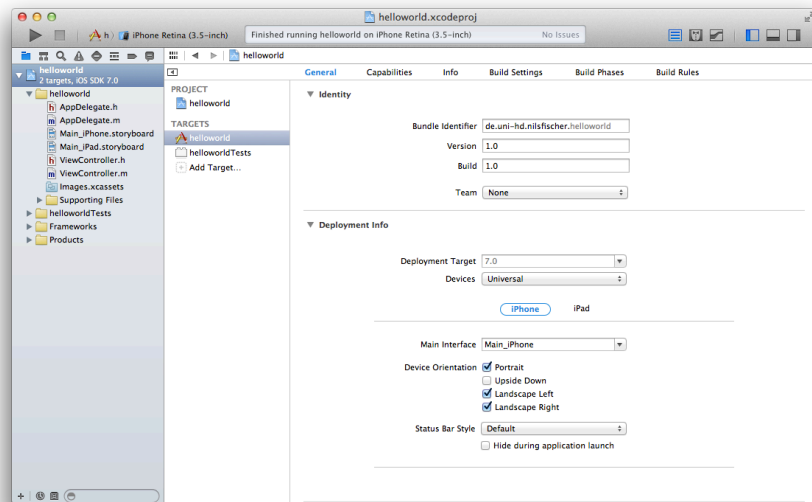 helloworld.xcodeproj
h iPhone Retina (3.5-inch)
Finished running helloworld on iPhone Retina (3.5-inch) No Issues
helloworld
helloworld
2 targets, iOS SDK 7.0
helloworld
h AppDelegate.h
m AppDelegate.m
Main_iPhone.storyboard
Main_iPad.storyboard
h ViewController.h
m ViewController.m
Images.xcassets
Supporting Files
helloworldTests
Frameworks
Products
PROJECT
helloworld
TARGETS
helloworld
helloworldTests
Add Target...
General Capabilities Info Build Settings Build Phases Build Rules
Identity
Bundle Identifier de.uni-hd.nilsfischer.helloworld
Version 1.0
Build 1.0
Team None
Deployment Info
Deployment Target 7.0
Devices Universal
iPhone iPad
Main Interface Main_iPhone
Device Orientation Portrait
Upside Down
Landscape Left
Landscape Right
Status Bar Style Default
Hide during application launch